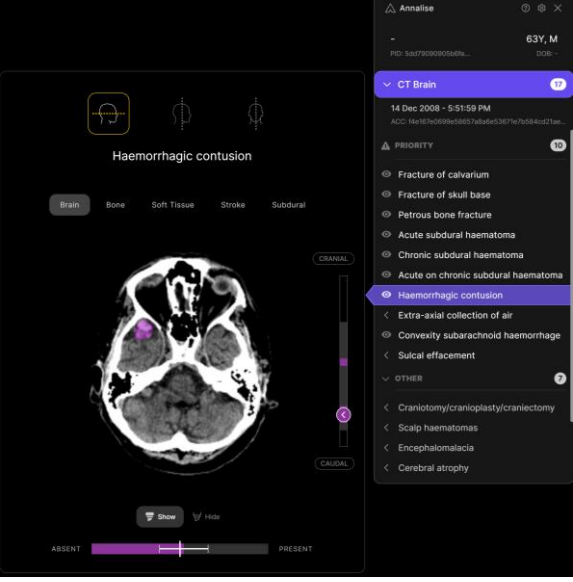 Annalise
-
63Y, M
DOB: -
CT Brain
17
14 Dec 2008 - 5:51:59 PM
PRIORITY
10
Fracture of calvarium
Fracture of skull base
Petrous bone fracture
Acute subdural haematoma
Chronic subdural haematoma
Acute on chronic subdural haematoma
Haemorrhagic contusion
Extra-axial collection of air
Convexity subarachnoid haemorrhage
Sulcal effacement
OTHER
7
Craniotomy/cranioplasty/craniectomy
Scalp haematomas
Encephalomalacia
Cerebral atrophy
Haemorrhagic contusion
Brain Bone Soft Tissue Stroke Subdural
CRANIAL
CAUDAL
Show Hide
ABSENT PRESENT